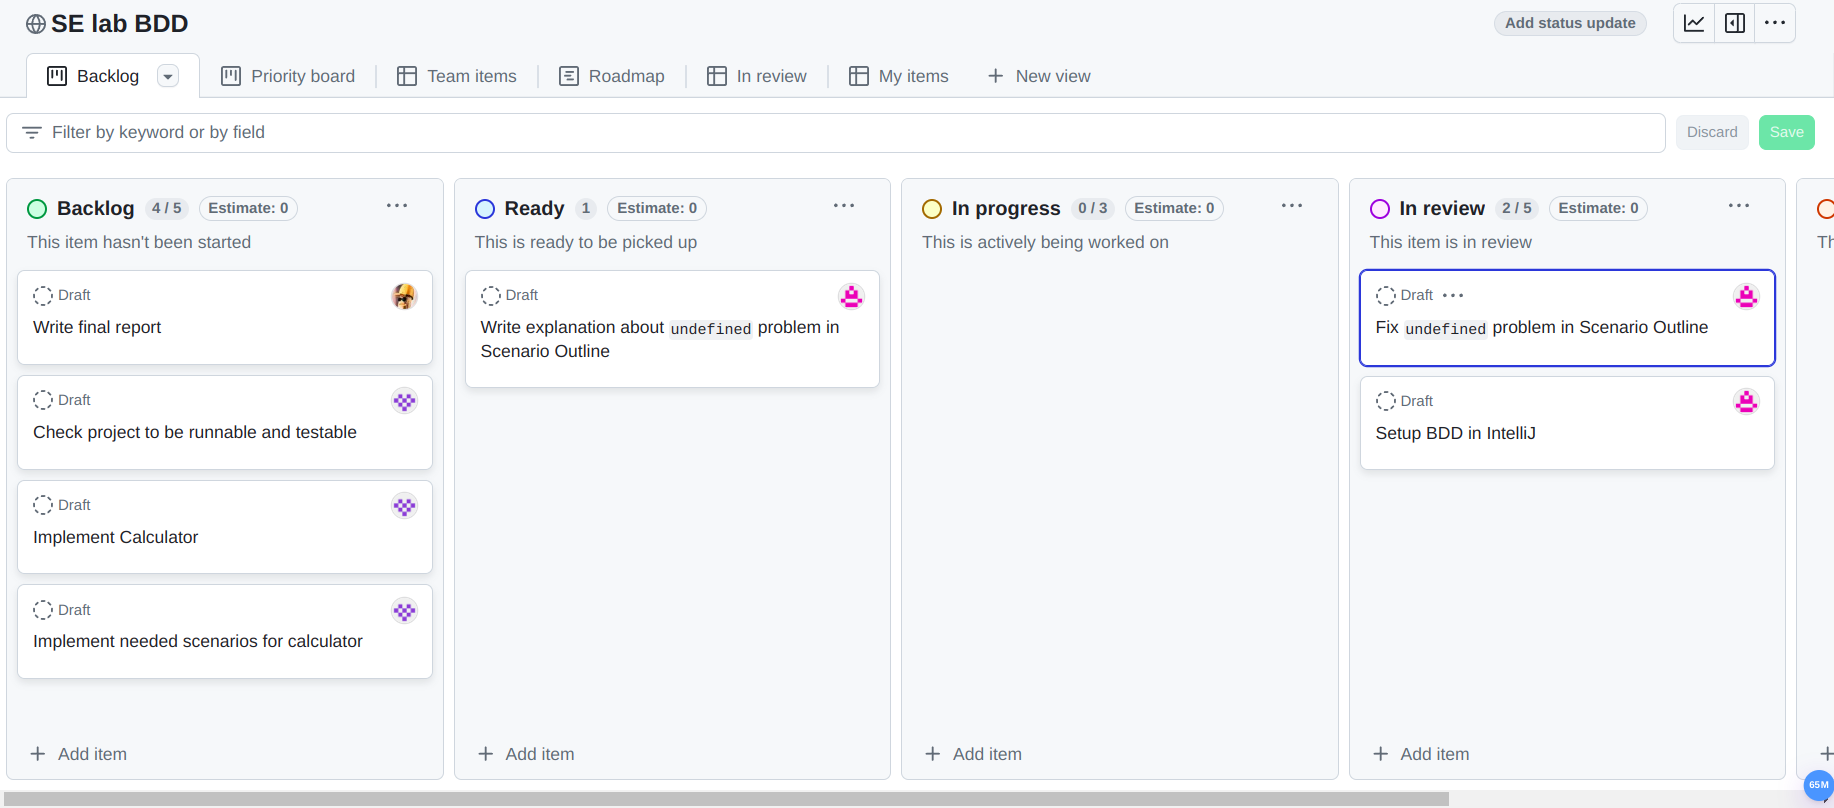 SE lab BDD
Add status update
Backlog
Priority board
Team items
Roadmap
In review
My items
New view
Filter by keyword or by field
Discard
Save
Backlog 4 / 5 Estimate: 0
This item hasn't been started
Draft
Write final report
Draft
Check project to be runnable and testable
Draft
Implement Calculator
Draft
Implement needed scenarios for calculator
Add item
Ready 1 Estimate: 0
This is ready to be picked up
Draft
Write explanation about undefined problem in
Scenario Outline
Add item
In progress 0 / 3 Estimate: 0
This is actively being worked on
Add item
In review 2 / 5 Estimate: 0
This item is in review
Draft
Fix undefined problem in Scenario Outline
Draft
Setup BDD in IntelliJ
Add item
Th
65M